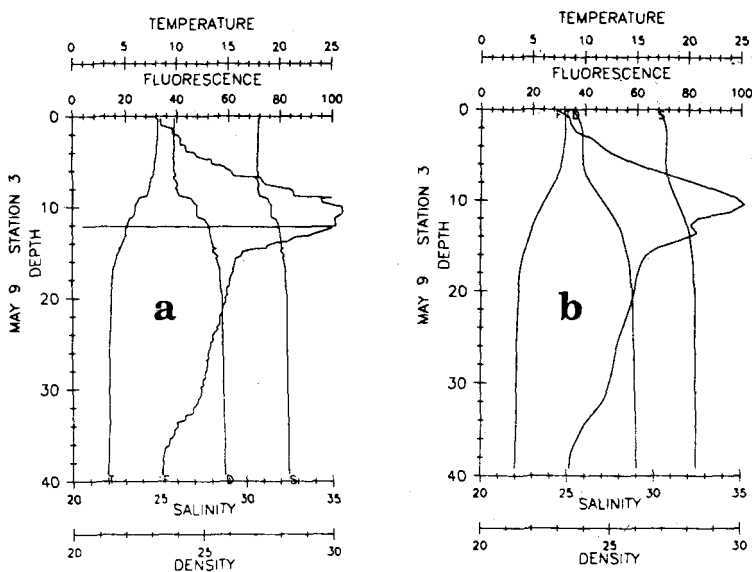 TEMPERATURE
0 5 10 15 20 25
FLUORESCENCE
0 20 40 60 80 100
MAY 9 STATION 3
DEPTH
0
10
20
30
40
a
T F D S
20 25 30 35
SALINITY
20 25 30
DENSITY
TEMPERATURE
0 5 10 15 20 25
FLUORESCENCE
0 20 40 60 80 100
MAY 9 STATION 3
DEPTH
0
10
20
30
40
D S
b
20 25 30 35
SALINITY
20 25 30
DENSITY